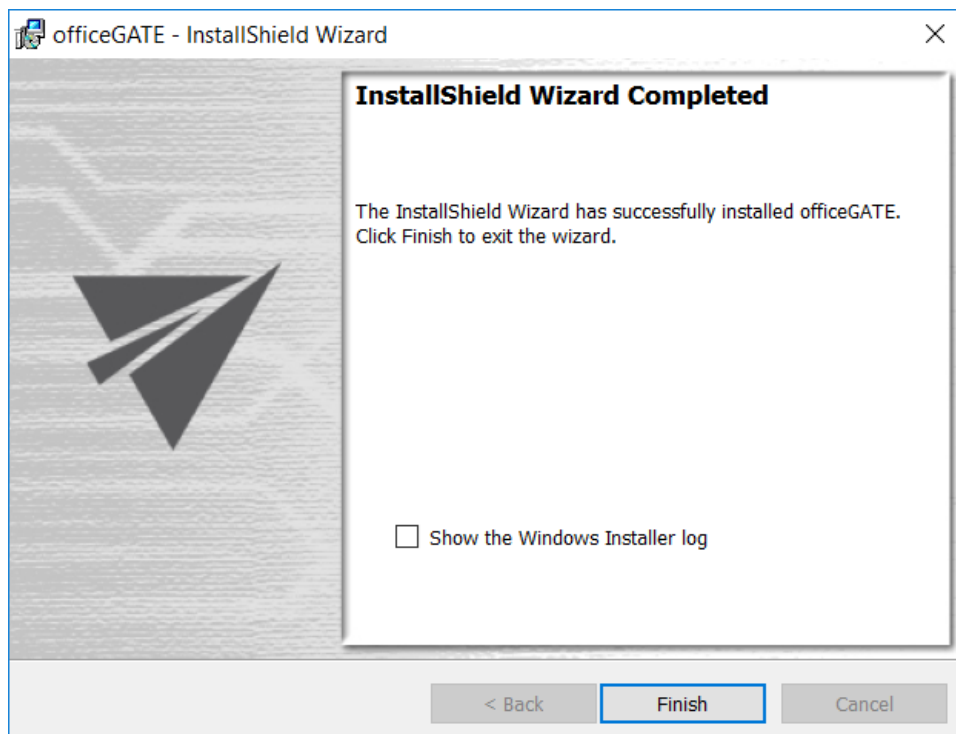 officeGATE - InstallShield Wizard
InstallShield Wizard Completed
The InstallShield Wizard has successfully installed officeGATE.
Click Finish to exit the wizard.
Show the Windows Installer log
< Back
Finish
Cancel